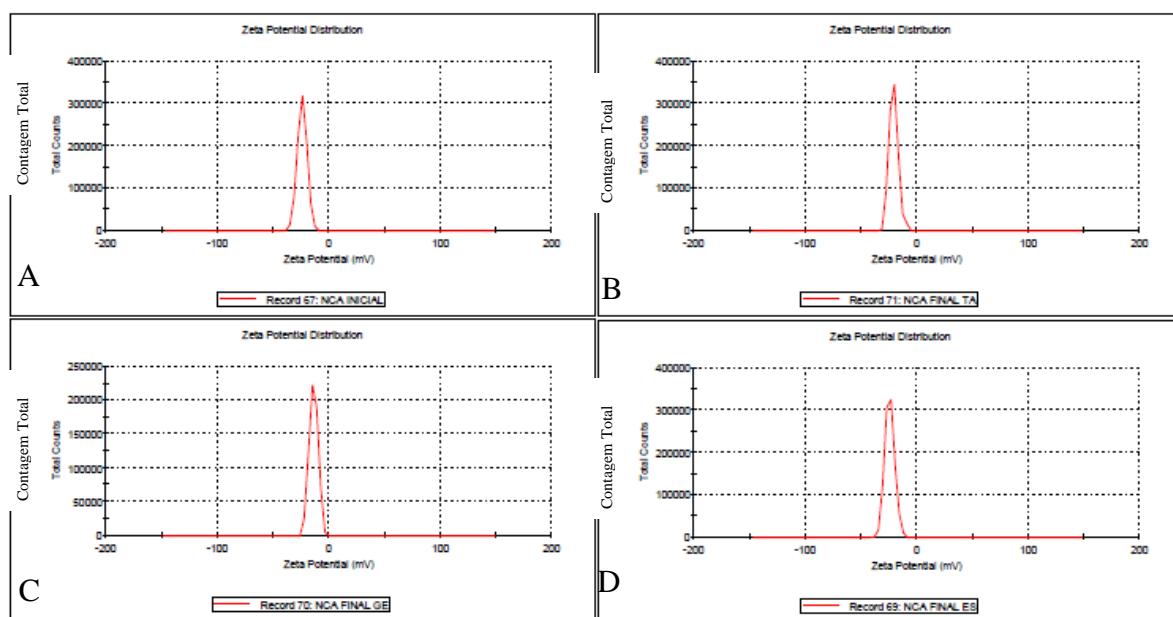 Zeta Potential Distribution
Contagem Total
Total Counts
400000
300000
200000
100000
0
-200
-100
0
100
200
Zeta Potential (mV)
A
Record 67: NCA INICIAL
Zeta Potential Distribution
Contagem Total
Total Counts
400000
300000
200000
100000
0
-200
-100
0
100
200
Zeta Potential (mV)
B
Record 71: NCA FINAL TA
Zeta Potential Distribution
Contagem Total
Total Counts
250000
200000
150000
100000
50000
0
-200
-100
0
100
200
Zeta Potential (mV)
C
Record 70: NCA FINAL GE
Zeta Potential Distribution
Contagem Total
Total Counts
400000
300000
200000
100000
0
-200
-100
0
100
200
Zeta Potential (mV)
D
Record 69: NCA FINAL ES